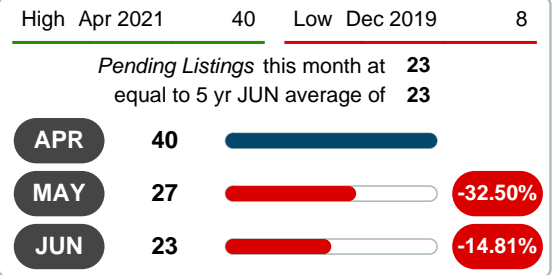 High Apr 2021 40 Low Dec 2019 8
Pending Listings this month at 23
equal to 5 yr JUN average of 23
APR 40
MAY 27 -32.50%
JUN 23 -14.81%